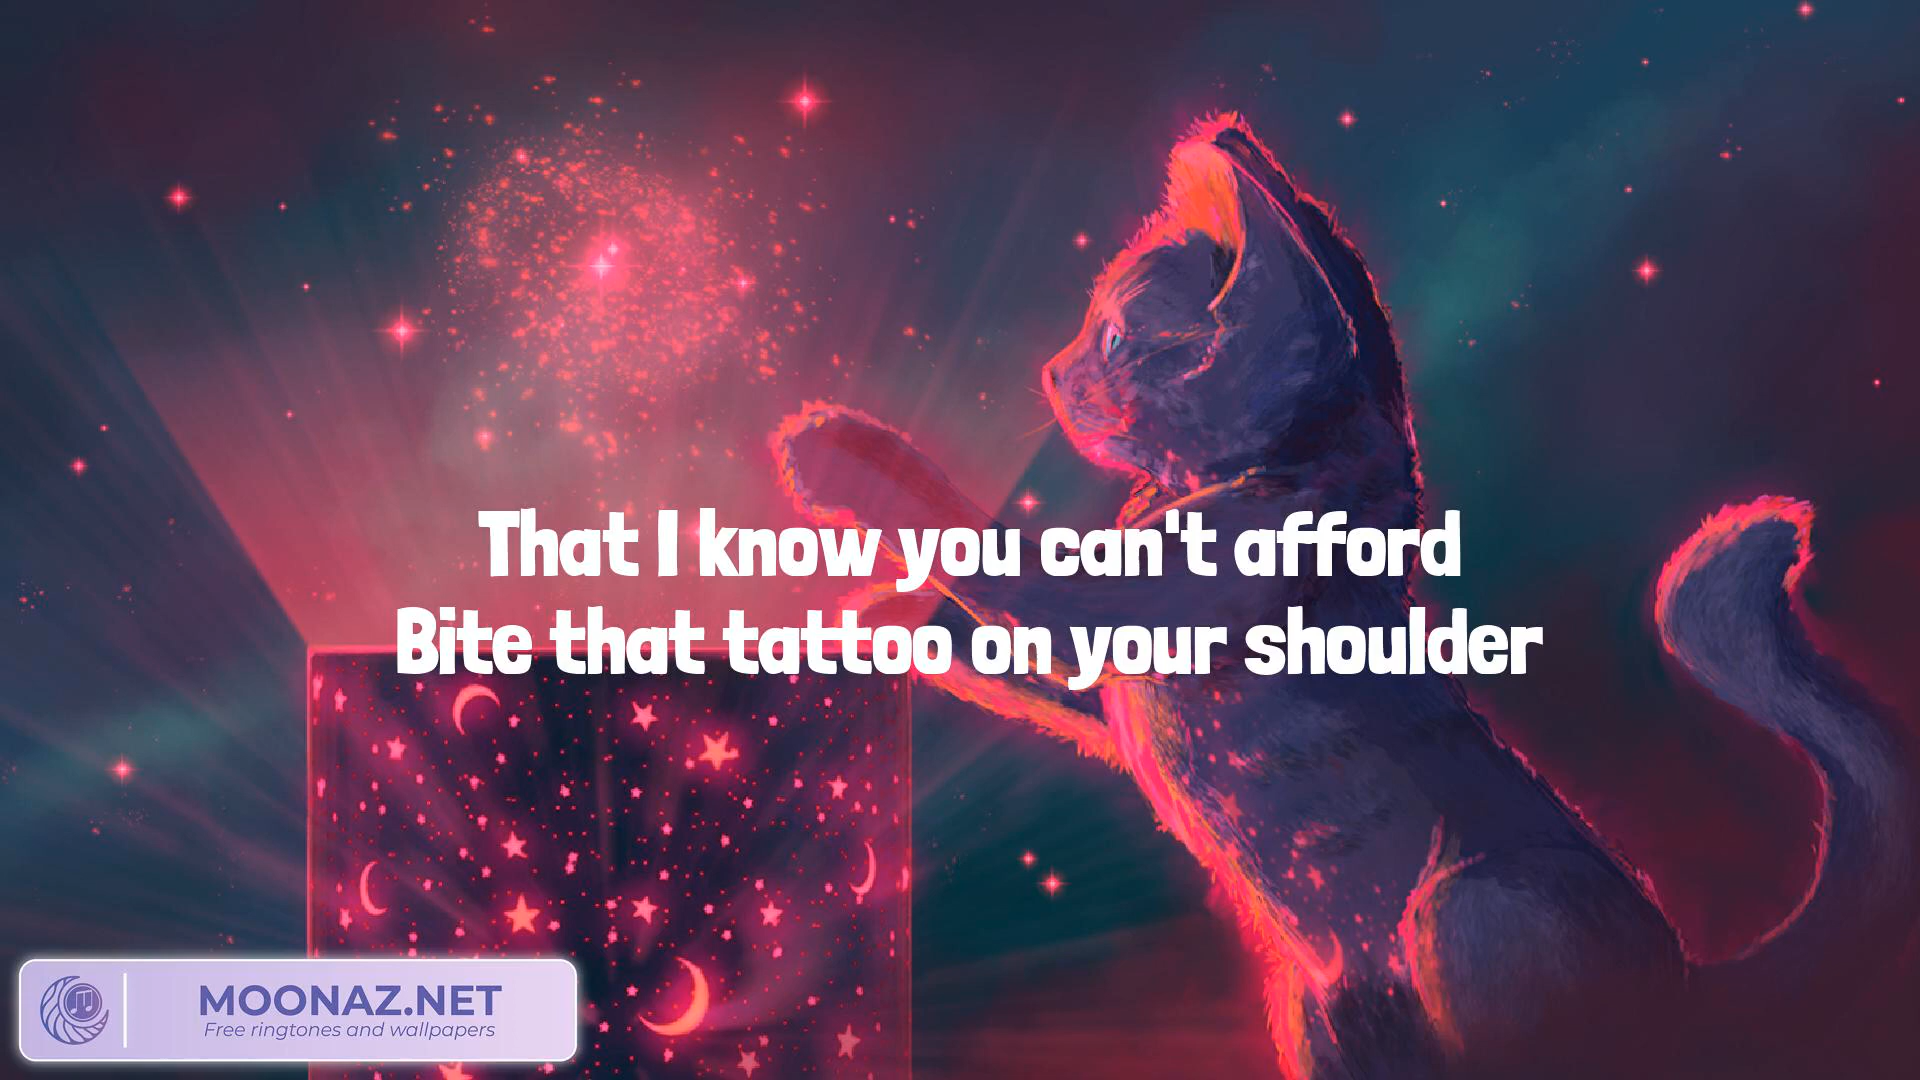 That I know you can't afford
Bite that tattoo on your shoulder
MOONAZ.NET
Free ringtones and wallpapers